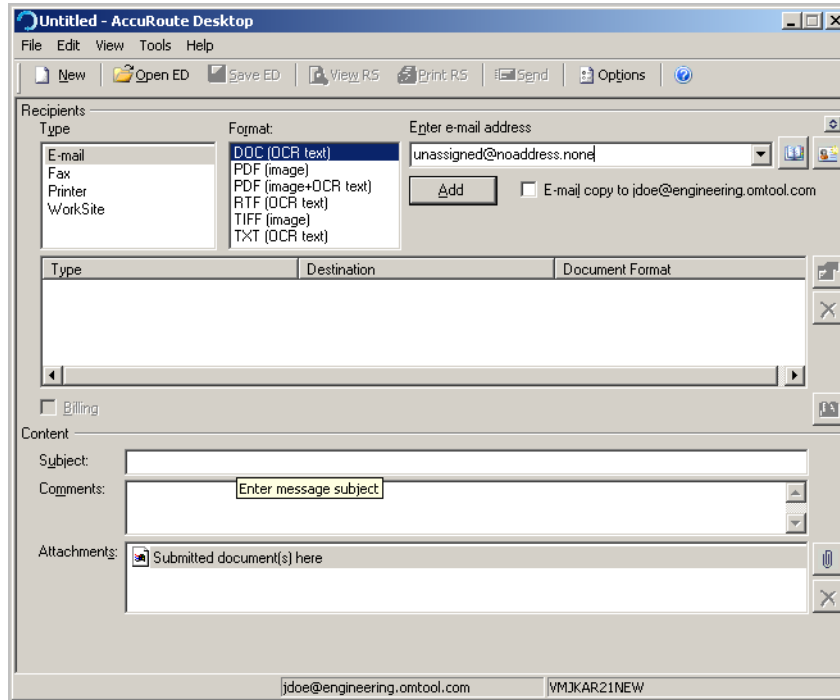 Untitled - AccuRoute Desktop
File Edit View Tools Help
New Open ED Save ED View RS Print RS Send Options
Recipients
Type Format: Enter e-mail address
E-mail
Fax
Printer
WorkSite
DOC (OCR text)
PDF (image)
PDF (image+OCR text)
RTF (OCR text)
TIFF (image)
TXT (OCR text)
unassigned@noaddress.none
Add E-mail copy to jdoe@engineering.omtool.com
Type Destination Document Format
Billing
Content
Subject:
Comments: Enter message subject
Attachments: Submitted document(s) here
jdoe@engineering.omtool.com VMJKAR21NEW